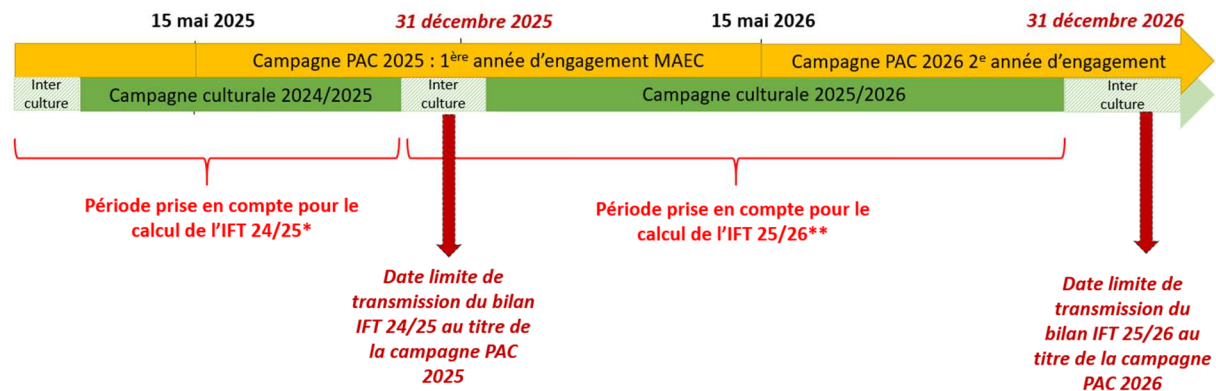 15 mai 2025
31 décembre 2025
15 mai 2026
31 décembre 2026
Campagne PAC 2025 : 1ère année d’engagement MAEC
Campagne PAC 2026 2e année d’engagement
Inter
culture
Campagne culturale 2024/2025
Inter
culture
Campagne culturale 2025/2026
Inter
culture
Période prise en compte pour le
calcul de l’IFT 24/25*
Période prise en compte pour le
calcul de l’IFT 25/26**
Date limite de
transmission du bilan
IFT 24/25 au titre de
la campagne PAC
2025
Date limite de
transmission du
bilan IFT 25/26 au
titre de la campagne
PAC 2026